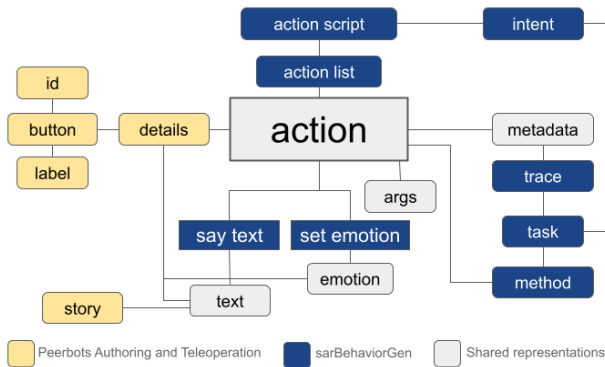 action script
intent
action list
id
button
details
action
metadata
label
trace
args
say text
set emotion
task
emotion
method
text
story
Peerbots Authoring and Teleoperation
sarBehaviorGen
Shared representations